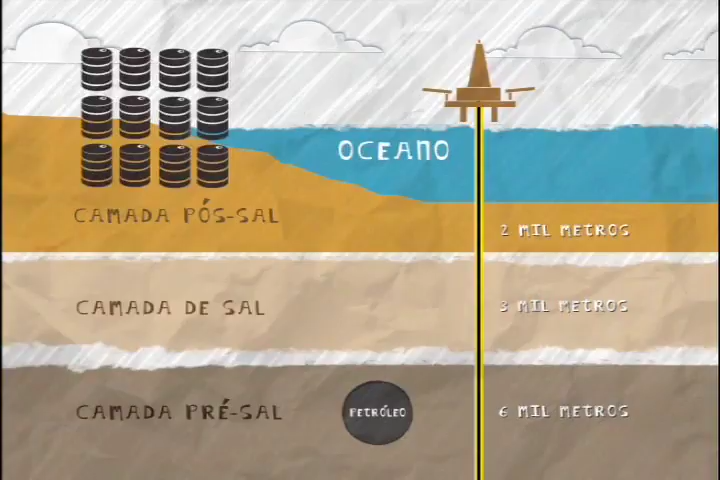 OCEANO
CAMADA PÓS-SAL
2 MIL METROS
CAMADA DE SAL
3 MIL METROS
CAMADA PRÉ-SAL
PETRÓLEO
6 MIL METROS